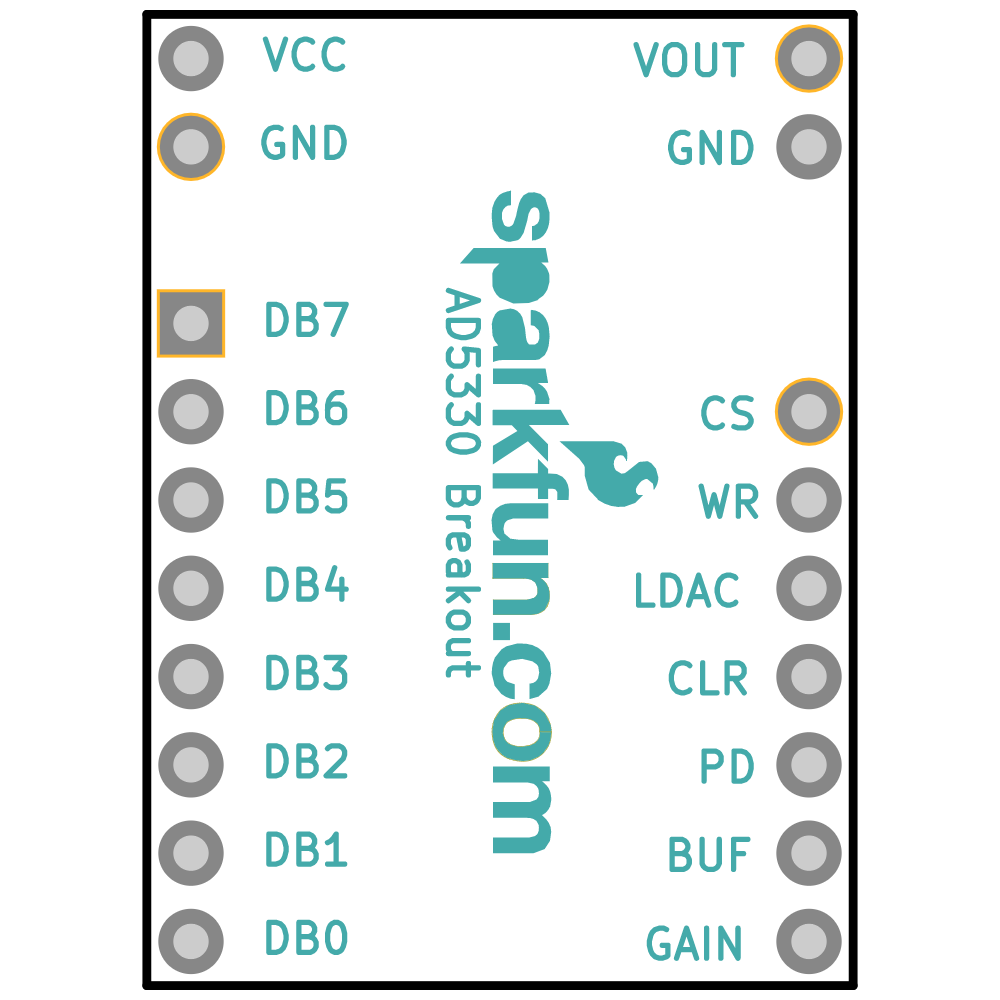 VCC
GND
DB7
DB6
DB5
DB4
DB3
DB2
DB1
DB0
sparkfun.com
AD5330 Breakout
VOUT
GND
CS
WR
LDAC
CLR
PD
BUF
GAIN